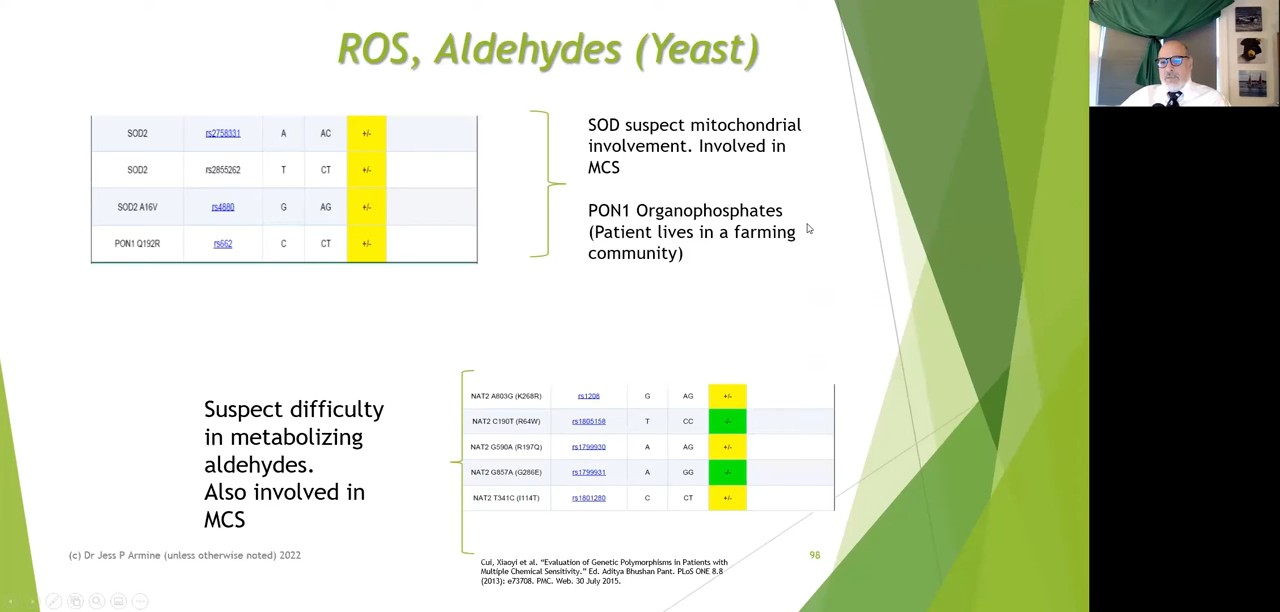 ROS, Aldehydes (Yeast)
SOD2 rs2758331 A AC +/-
SOD2 rs2855262 T CT +/-
SOD2 A16V rs4880 G AG +/-
PON1 Q192R rs662 C CT +/-
SOD suspect mitochondrial
involvement. Involved in
MCS
PON1 Organophosphates
(Patient lives in a farming
community)
Suspect difficulty
in metabolizing
aldehydes.
Also involved in
MCS
NAT2 A803G (K268R) rs1208 G AG +/-
NAT2 C190T (R64W) rs1805158 T CC -/-
NAT2 G590A (R197Q) rs1799930 A AG +/-
NAT2 G857A (G286E) rs1799931 A GG -/-
NAT2 T341C (I114T) rs1801280 C CT +/-
(c) Dr Jess P Armine (unless otherwise noted) 2022
98
Cui, Xiaoyi et al. “Evaluation of Genetic Polymorphisms in Patients with
Multiple Chemical Sensitivity.” Ed. Aditya Bhushan Pant. PLoS ONE 8.8
(2013): e73708. PMC. Web. 30 July 2015.